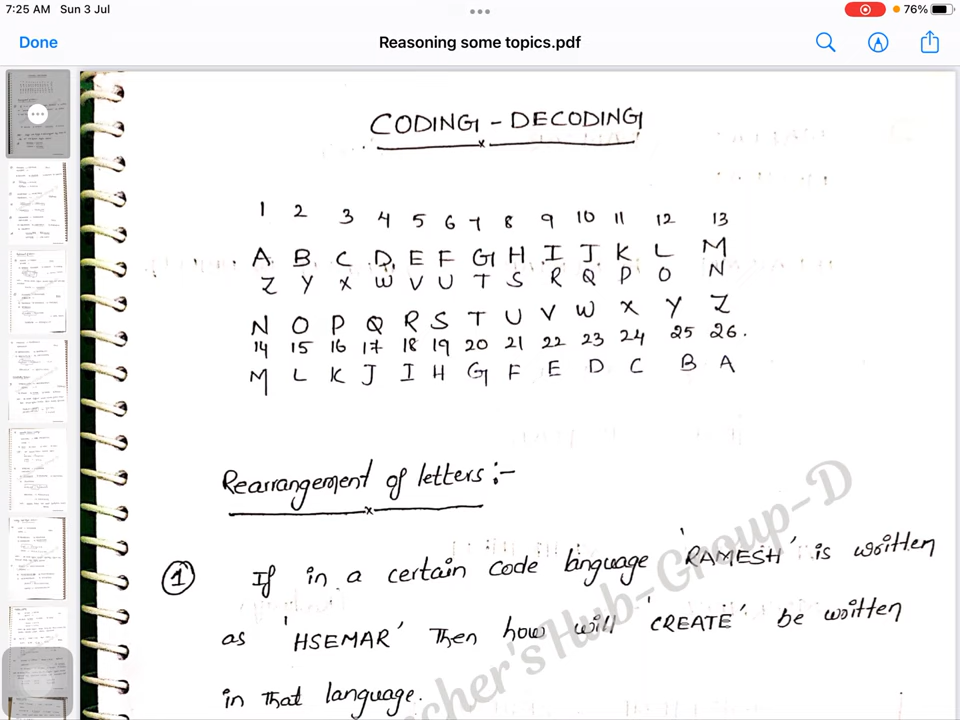 7:25 AM Sun 3 Jul
76%
Done
Reasoning some topics.pdf
CODING - DECODING
1 2 3 4 5 6 7 8 9 10 11 12 13
A B C D E F G H I J K L M
Z Y X W V U T S R Q P O N
N O P Q R S T U V W X Y Z
14 15 16 17 18 19 20 21 22 23 24 25 26.
M L K J I H G F E D C B A
Rearrangement of letters :-
1 If in a certain code language 'RAMESH' is written
as 'HSEMAR' Then how will 'CREATE' be written
in that language.
cher'sHub-Group-D